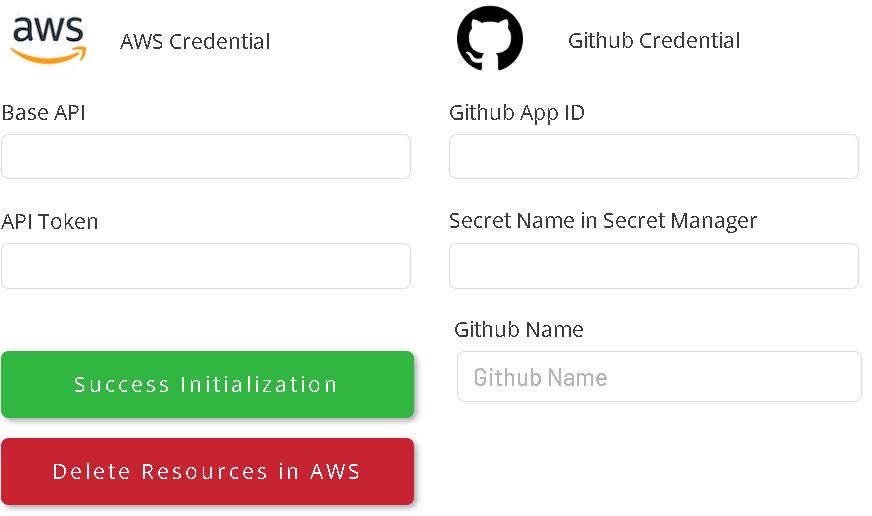 aws
AWS Credential
Github Credential
Base API
Github App ID
API Token
Secret Name in Secret Manager
Github Name
Github Name
Success Initialization
Delete Resources in AWS